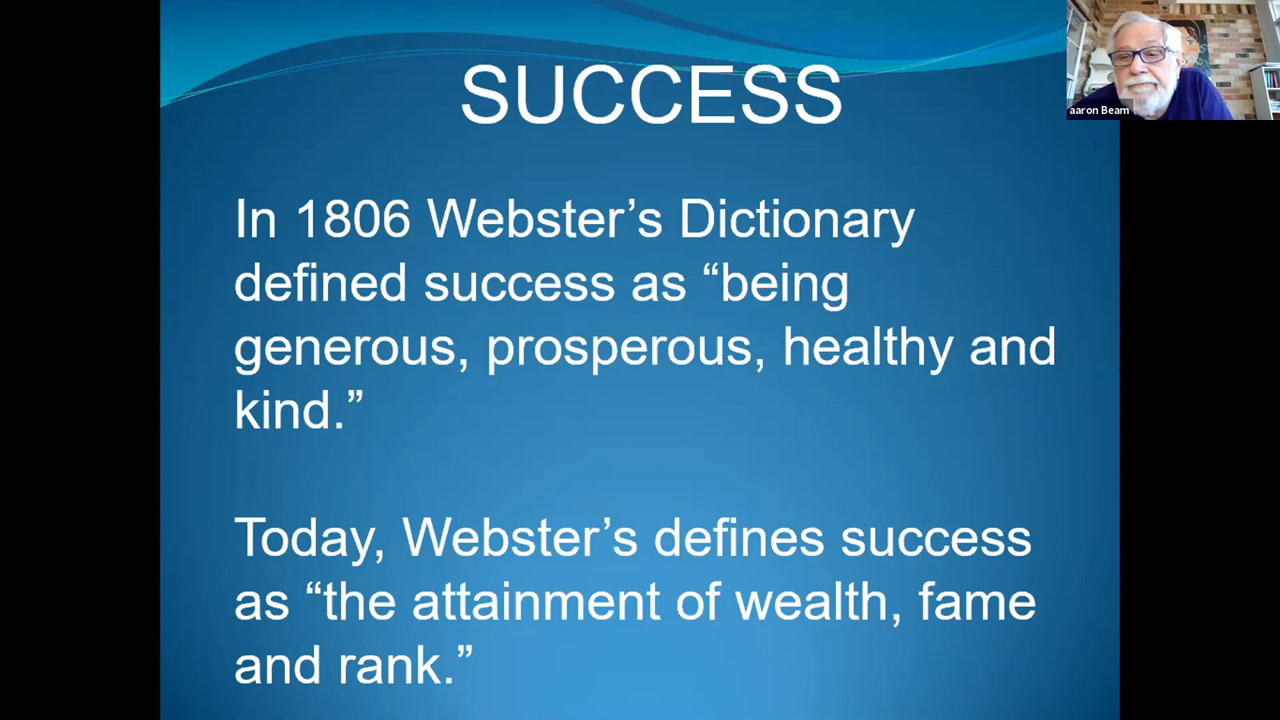 SUCCESS
aaron Beam
In 1806 Webster’s Dictionary
defined success as “being
generous, prosperous, healthy and
kind.”
Today, Webster’s defines success
as “the attainment of wealth, fame
and rank.”